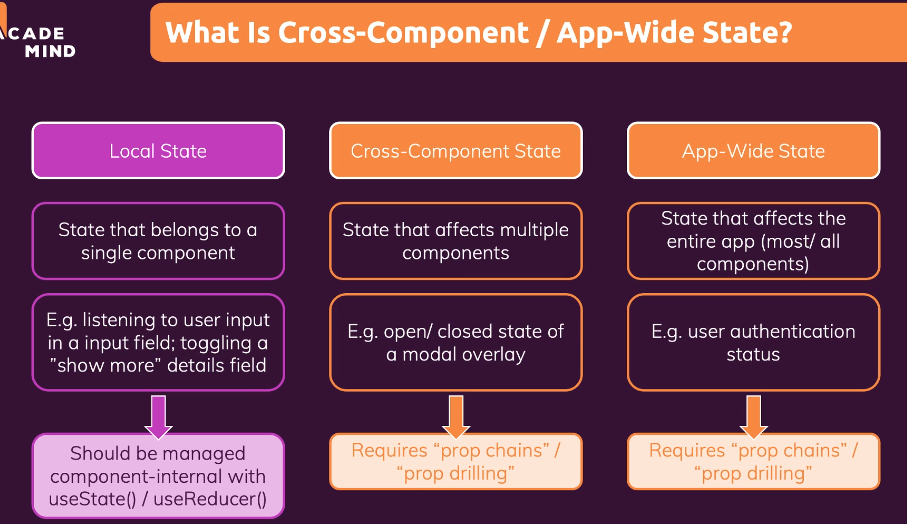 ACADE
MIND
What Is Cross-Component / App-Wide State?
Local State
State that belongs to a
single component
E.g. listening to user input
in a input field; toggling a
”show more” details field
Should be managed
component-internal with
useState() / useReducer()
Cross-Component State
State that affects multiple
components
E.g. open/ closed state of
a modal overlay
Requires “prop chains” /
“prop drilling”
App-Wide State
State that affects the
entire app (most/ all
components)
E.g. user authentication
status
Requires “prop chains” /
“prop drilling”